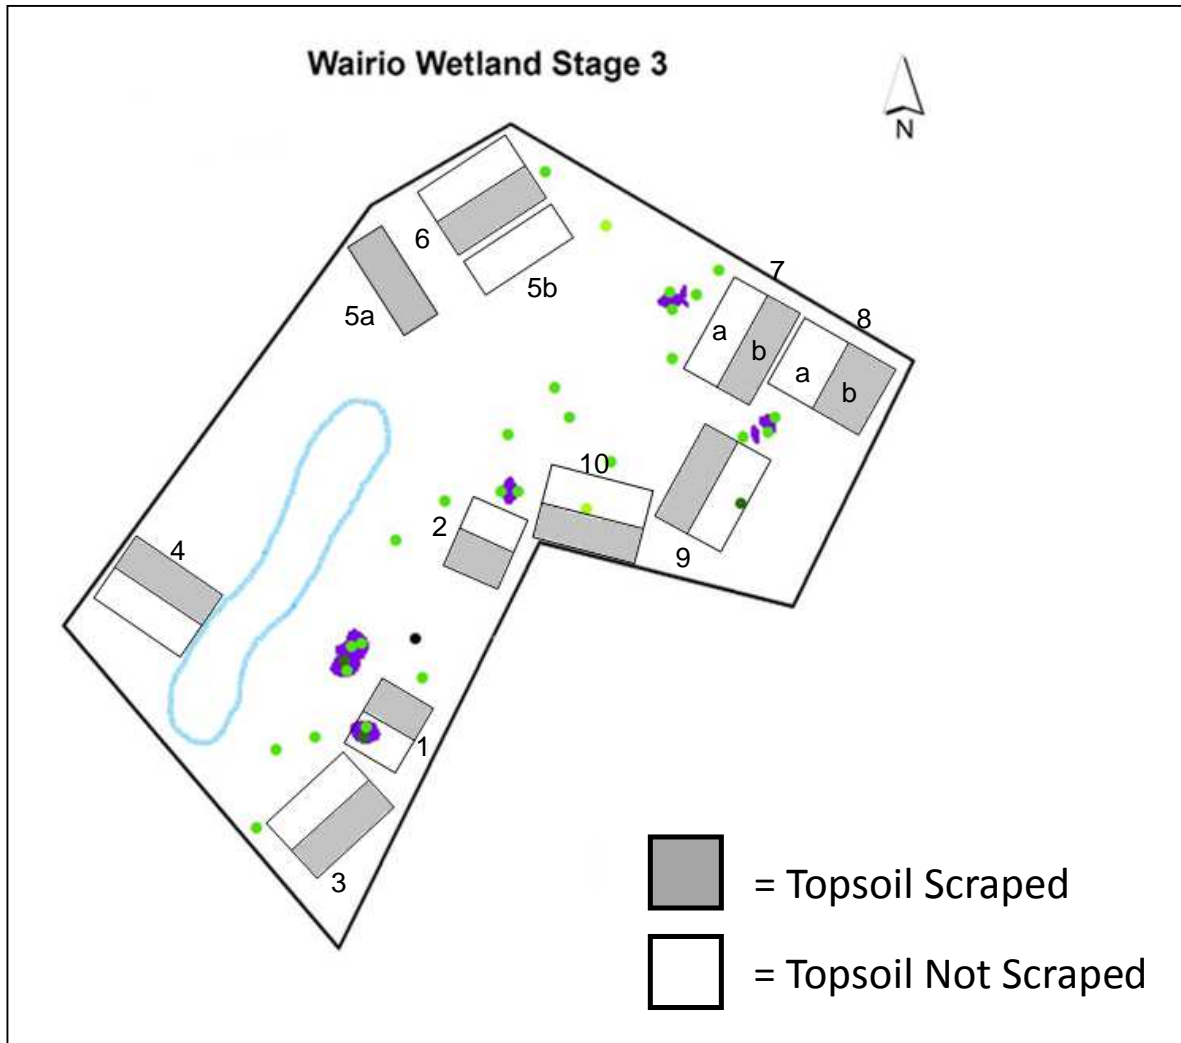 Wairio Wetland Stage 3
N
6
5b
5a
7
a
b
8
a
b
10
2
9
4
1
3
= Topsoil Scraped
= Topsoil Not Scraped